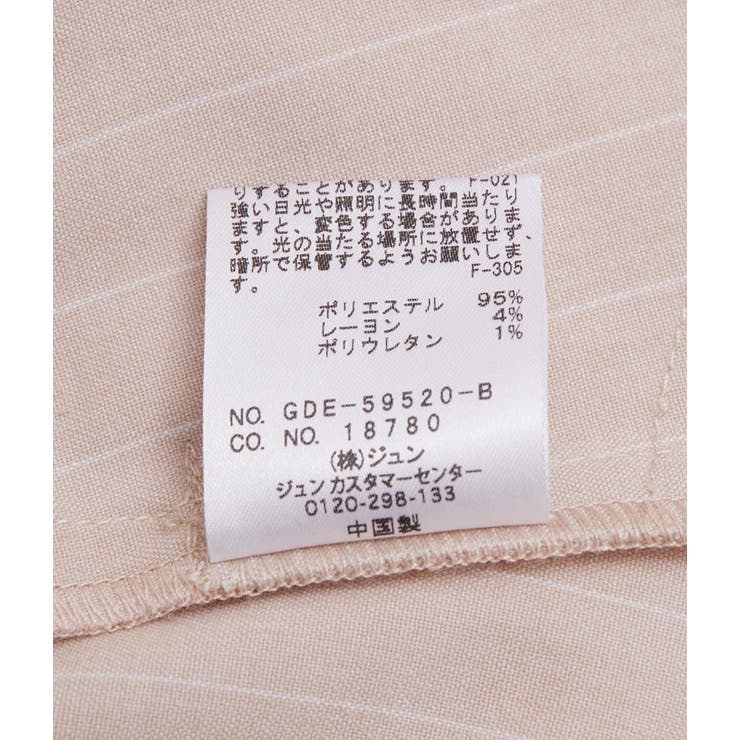 りすることがあります。 F-021
強い日光や照明に長時間当たり
ますと、変色する場合がありま
す。光の当たる場所に放置せず、
暗所で保管するようお願いしま
す。 F-305
ポリエステル 95%
レーヨン 4%
ポリウレタン 1%
NO. GDE-59520-B
CO. NO. 18780
(株)ジュン
ジュンカスタマーセンター
0120-298-133
中国製